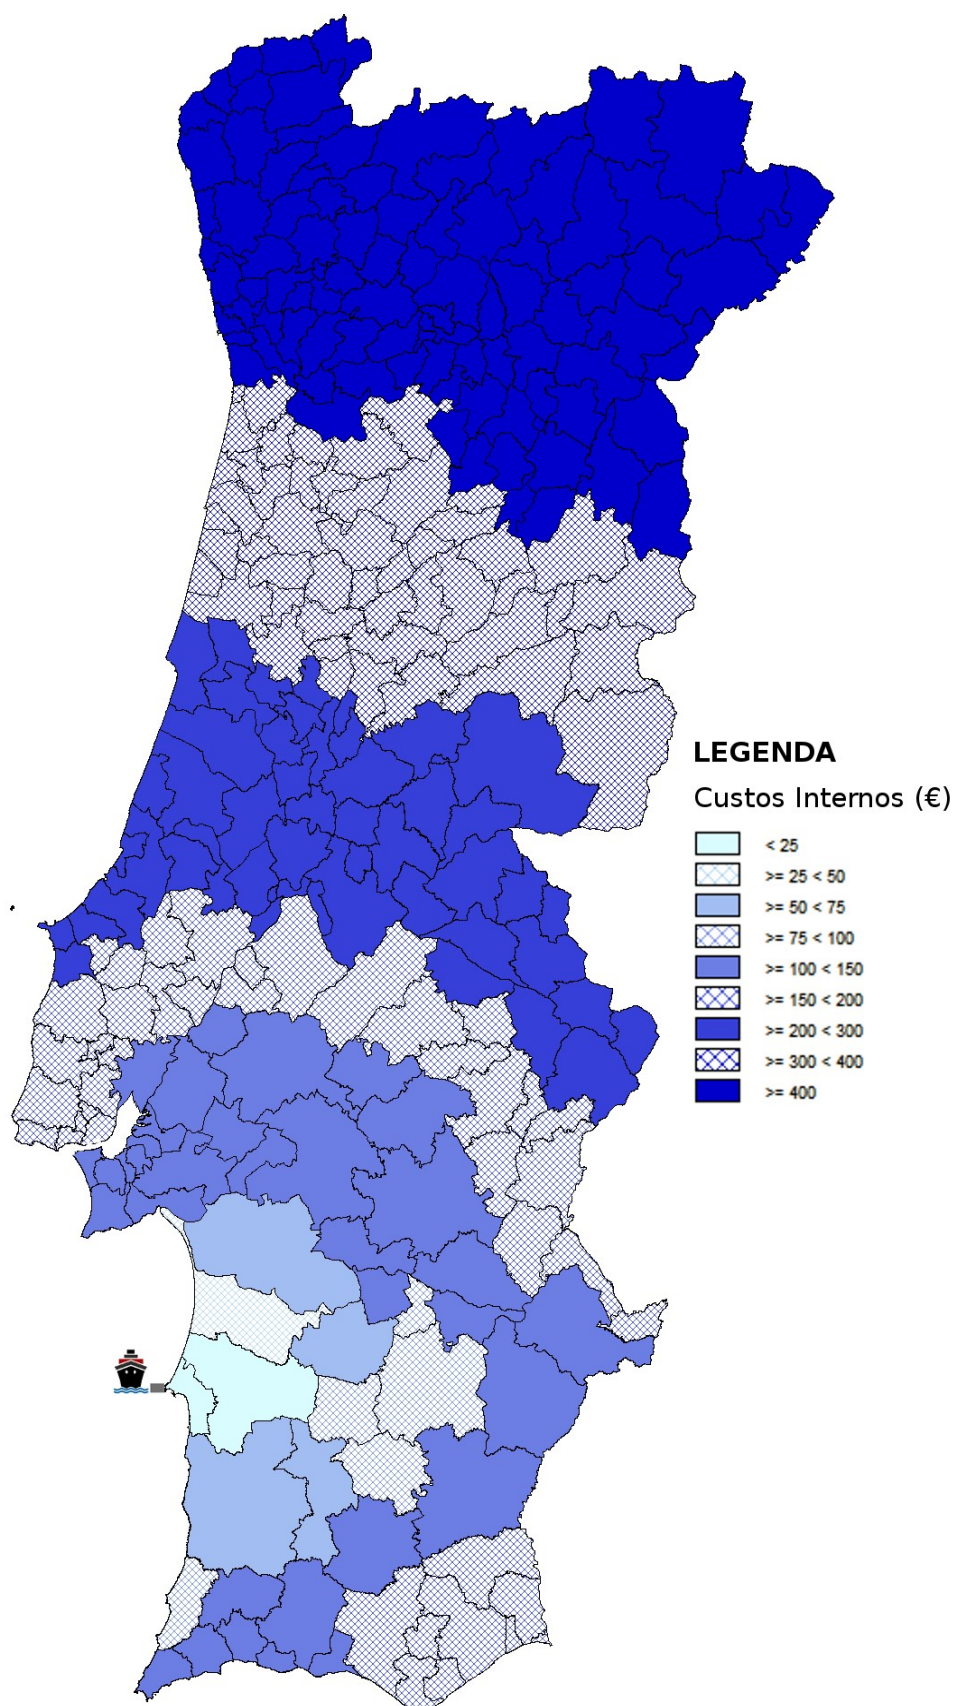 LEGENDA
Custos Internos (€)
< 25
>= 25 < 50
>= 50 < 75
>= 75 < 100
>= 100 < 150
>= 150 < 200
>= 200 < 300
>= 300 < 400
>= 400